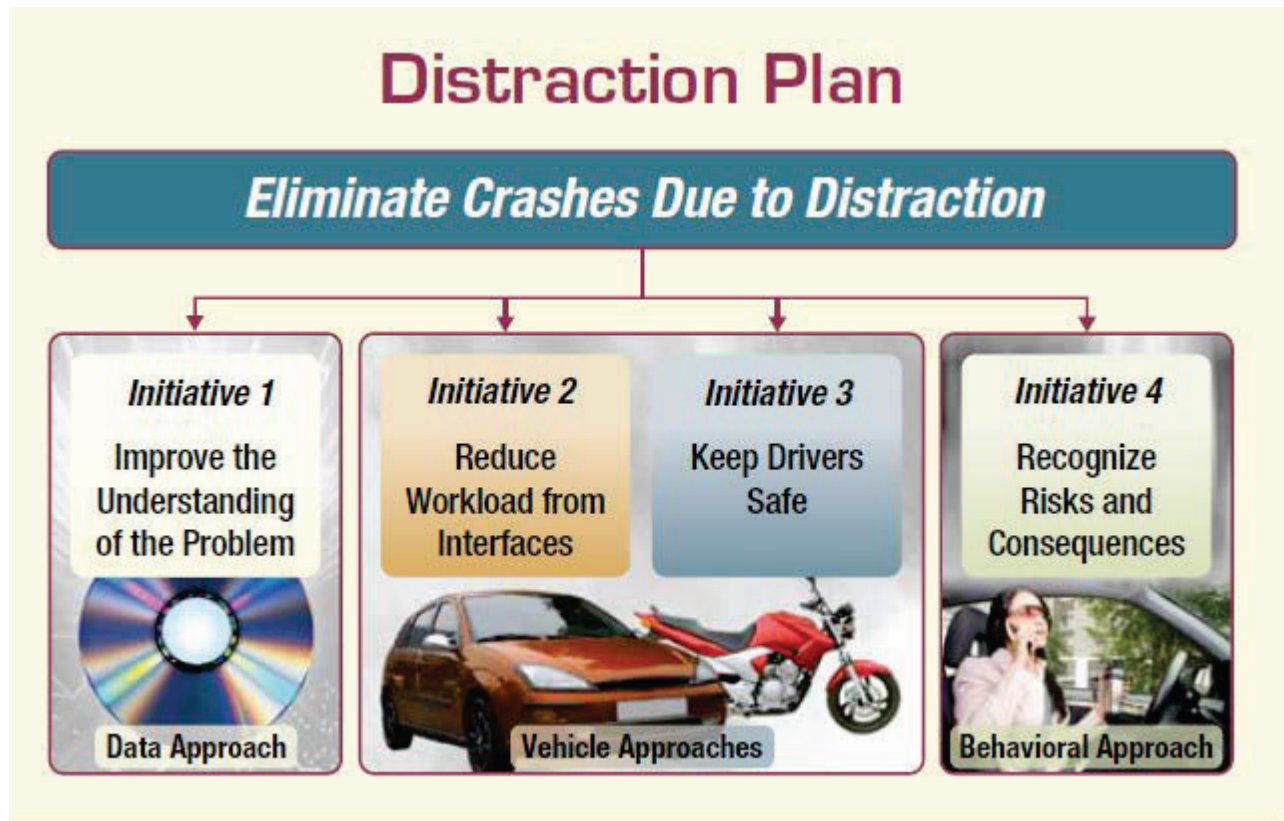 Distraction Plan
Eliminate Crashes Due to Distraction
Initiative 1
Improve the
Understanding
of the Problem
Data Approach
Initiative 2
Reduce
Workload from
Interfaces
Initiative 3
Keep Drivers
Safe
Vehicle Approaches
Initiative 4
Recognize
Risks and
Consequences
Behavioral Approach